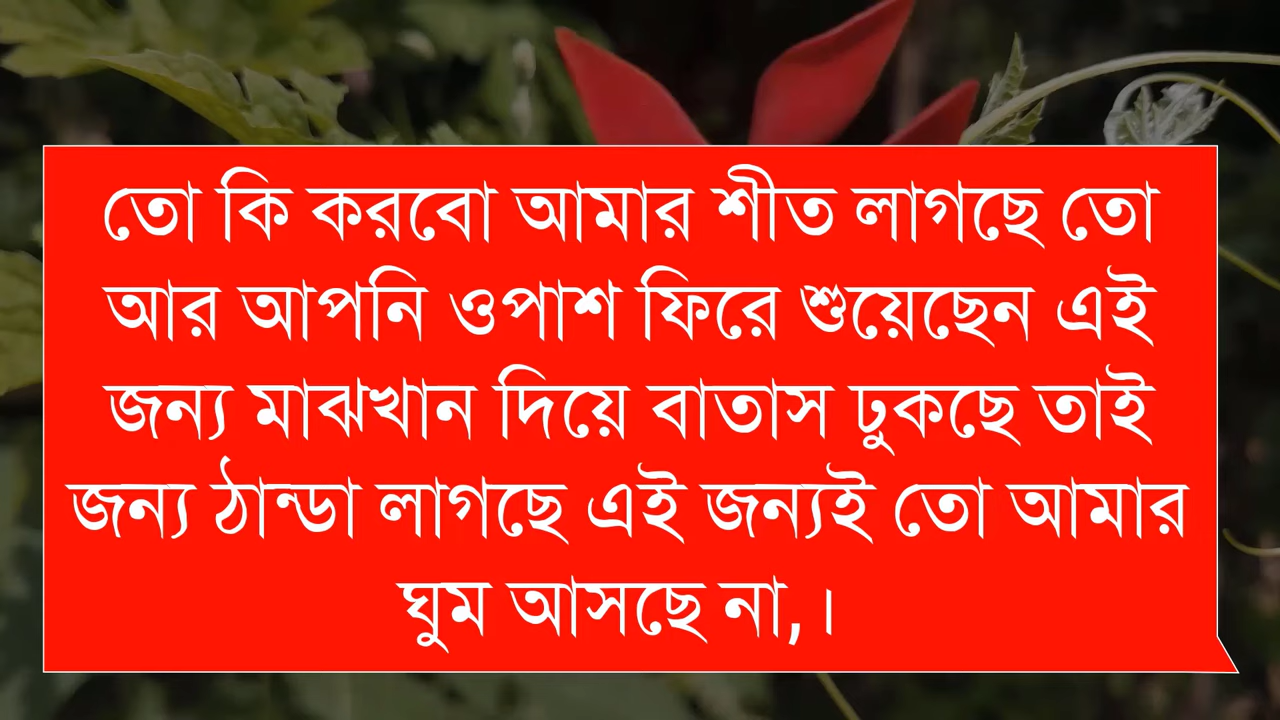 তো কি করবো আমার শীত লাগছে তো
আর আপনি ওপাশ ফিরে শুয়েছেন এই
জন্য মাঝখান দিয়ে বাতাস ঢুকছে তাই
জন্য ঠান্ডা লাগছে এই জন্যই তো আমার
ঘুম আসছে না,।